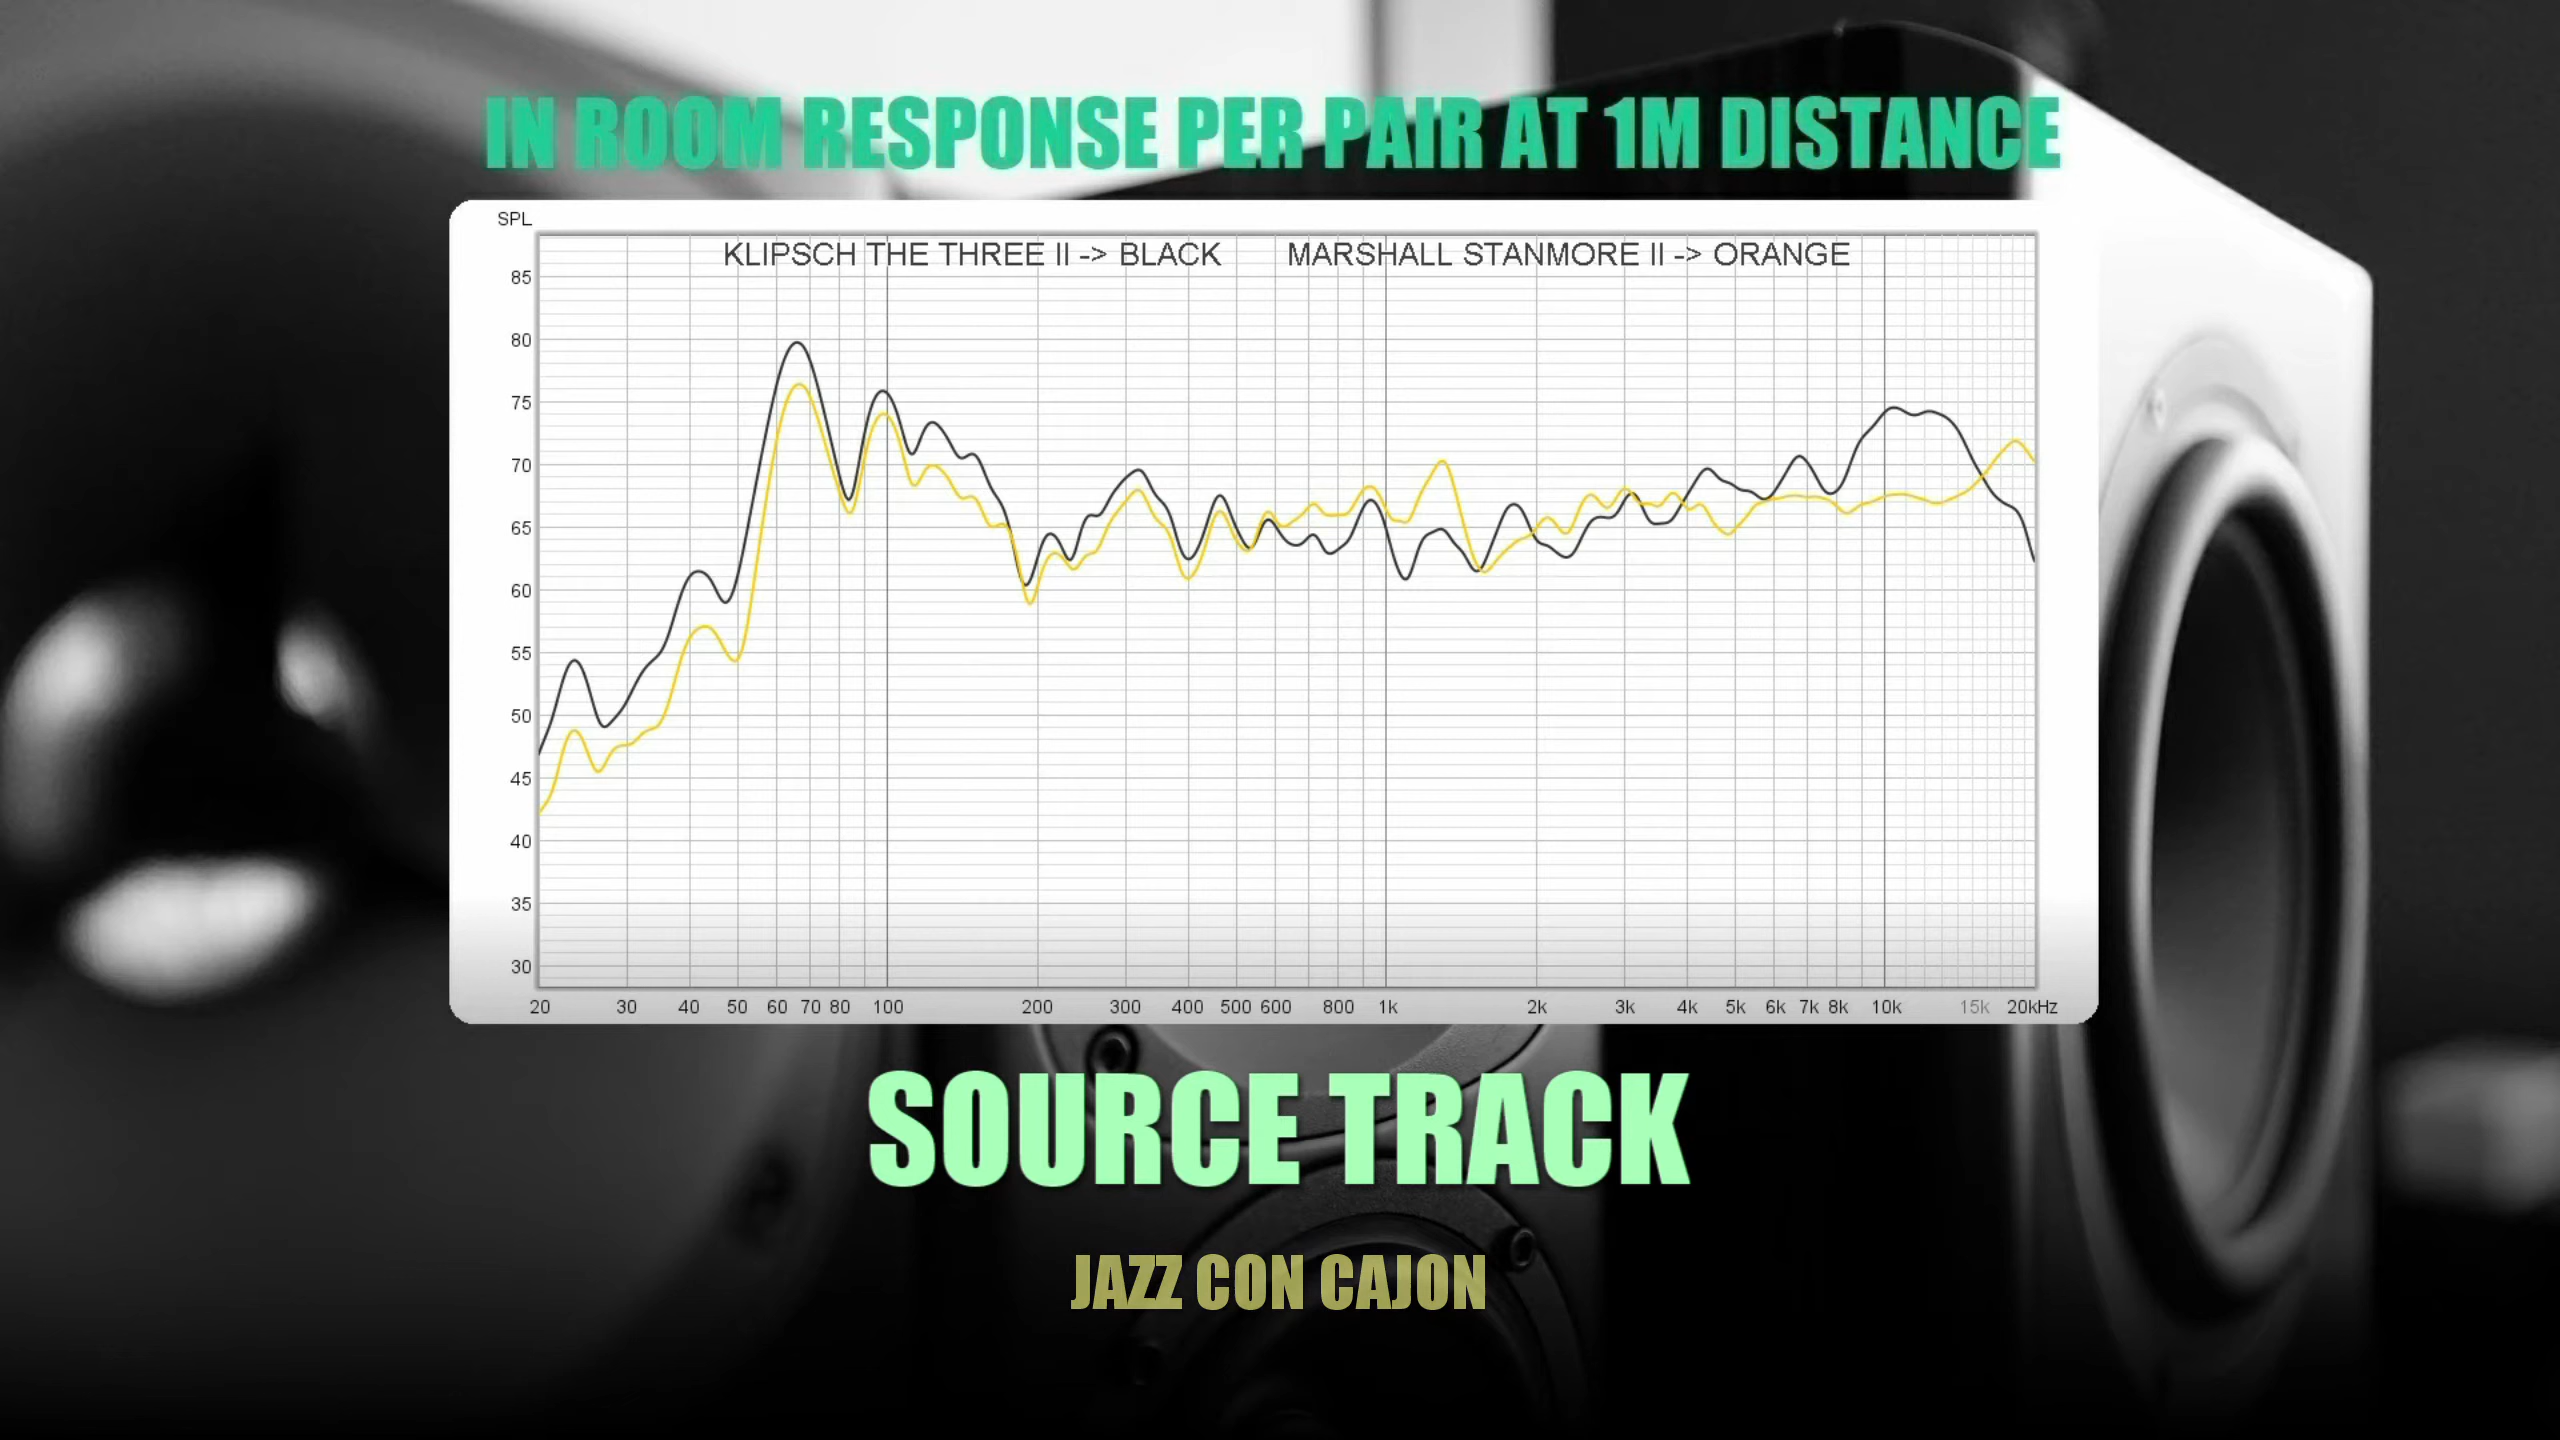 IN ROOM RESPONSE PER PAIR AT 1M DISTANCE
SPL
KLIPSCH THE THREE II -> BLACK MARSHALL STANMORE II -> ORANGE
85
80
75
70
65
60
55
50
45
40
35
30
20 30 40 50 60 70 80 100 200 300 400 500 600 800 1k 2k 3k 4k 5k 6k 7k 8k 10k 15k 20kHz
SOURCE TRACK
JAZZ CON CAJON